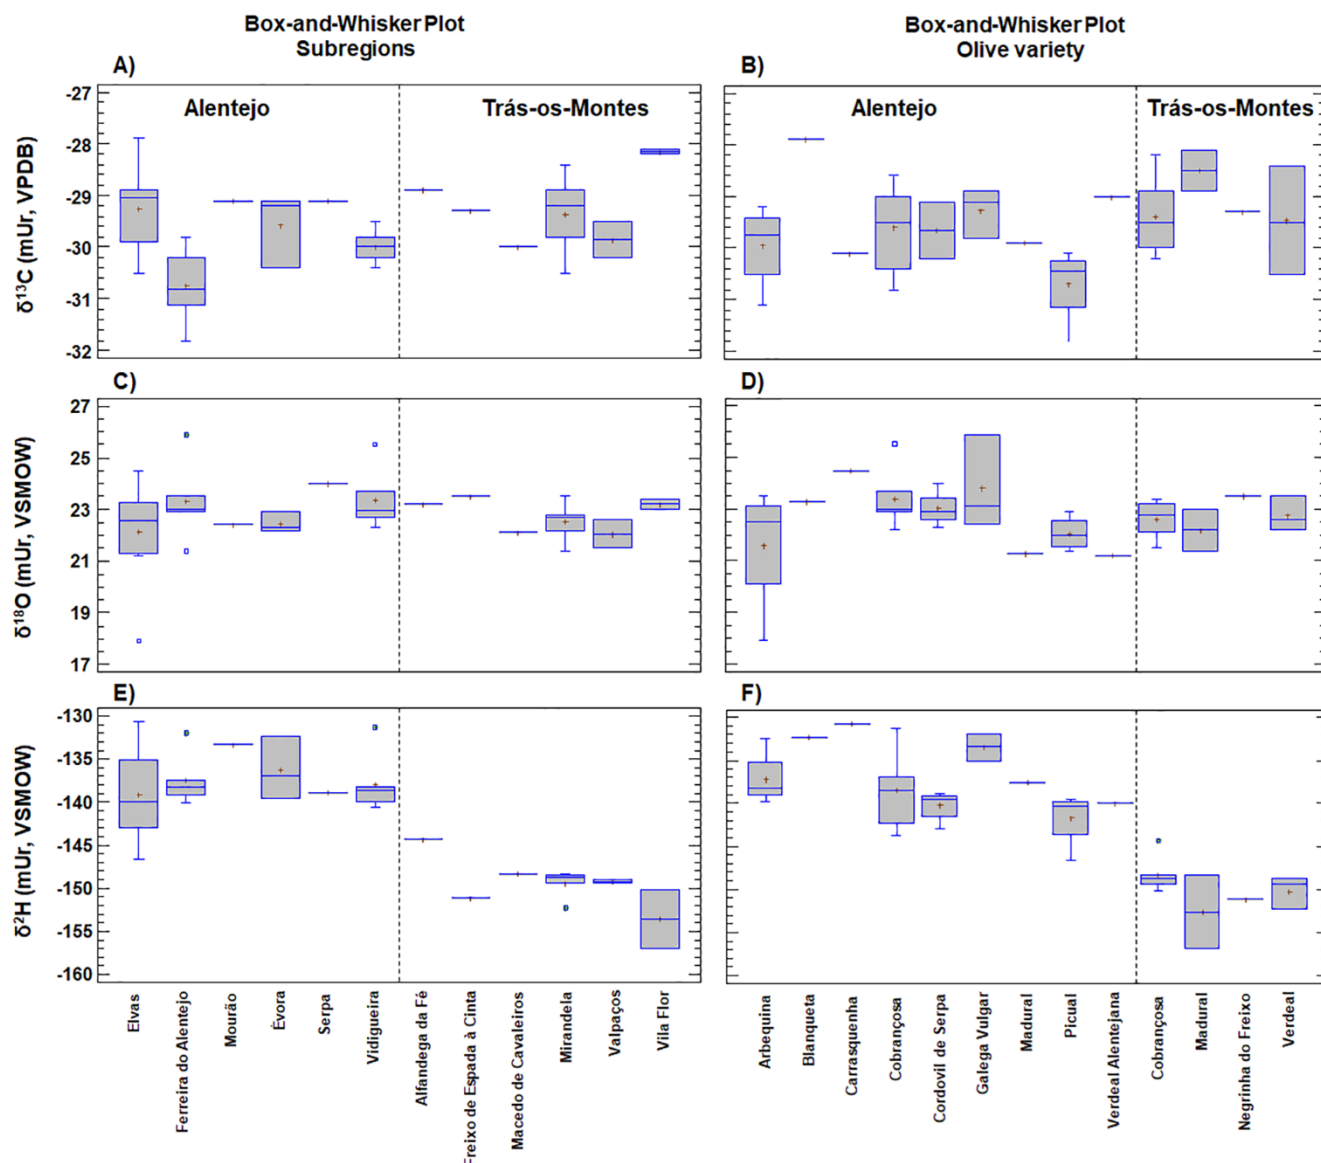 Box-and-Whisker Plot
Subregions
Box-and-Whisker Plot
Olive variety
A)
B)
Alentejo
Trás-os-Montes
Alentejo
Trás-os-Montes
δ13C (mUr, VPDB)
-27
-28
-29
-30
-31
-32
C)
D)
δ18O (mUr, VSMOW)
27
25
23
21
19
17
E)
F)
δ2H (mUr, VSMOW)
-130
-135
-140
-145
-150
-155
-160
Elvas
Ferreira do Alentejo
Mourão
Évora
Serpa
Vidigueira
Alfandega da Fé
Freixo de Espada à Cinta
Macedo de Cavaleiros
Mirandela
Valpaços
Vila Flor
Arbequina
Blanqueta
Carrasquenha
Cobrançosa
Cordovil de Serpa
Galega Vulgar
Madural
Picual
Verdeal Alentejana
Cobrançosa
Madural
Negrinha do Freixo
Verdeal